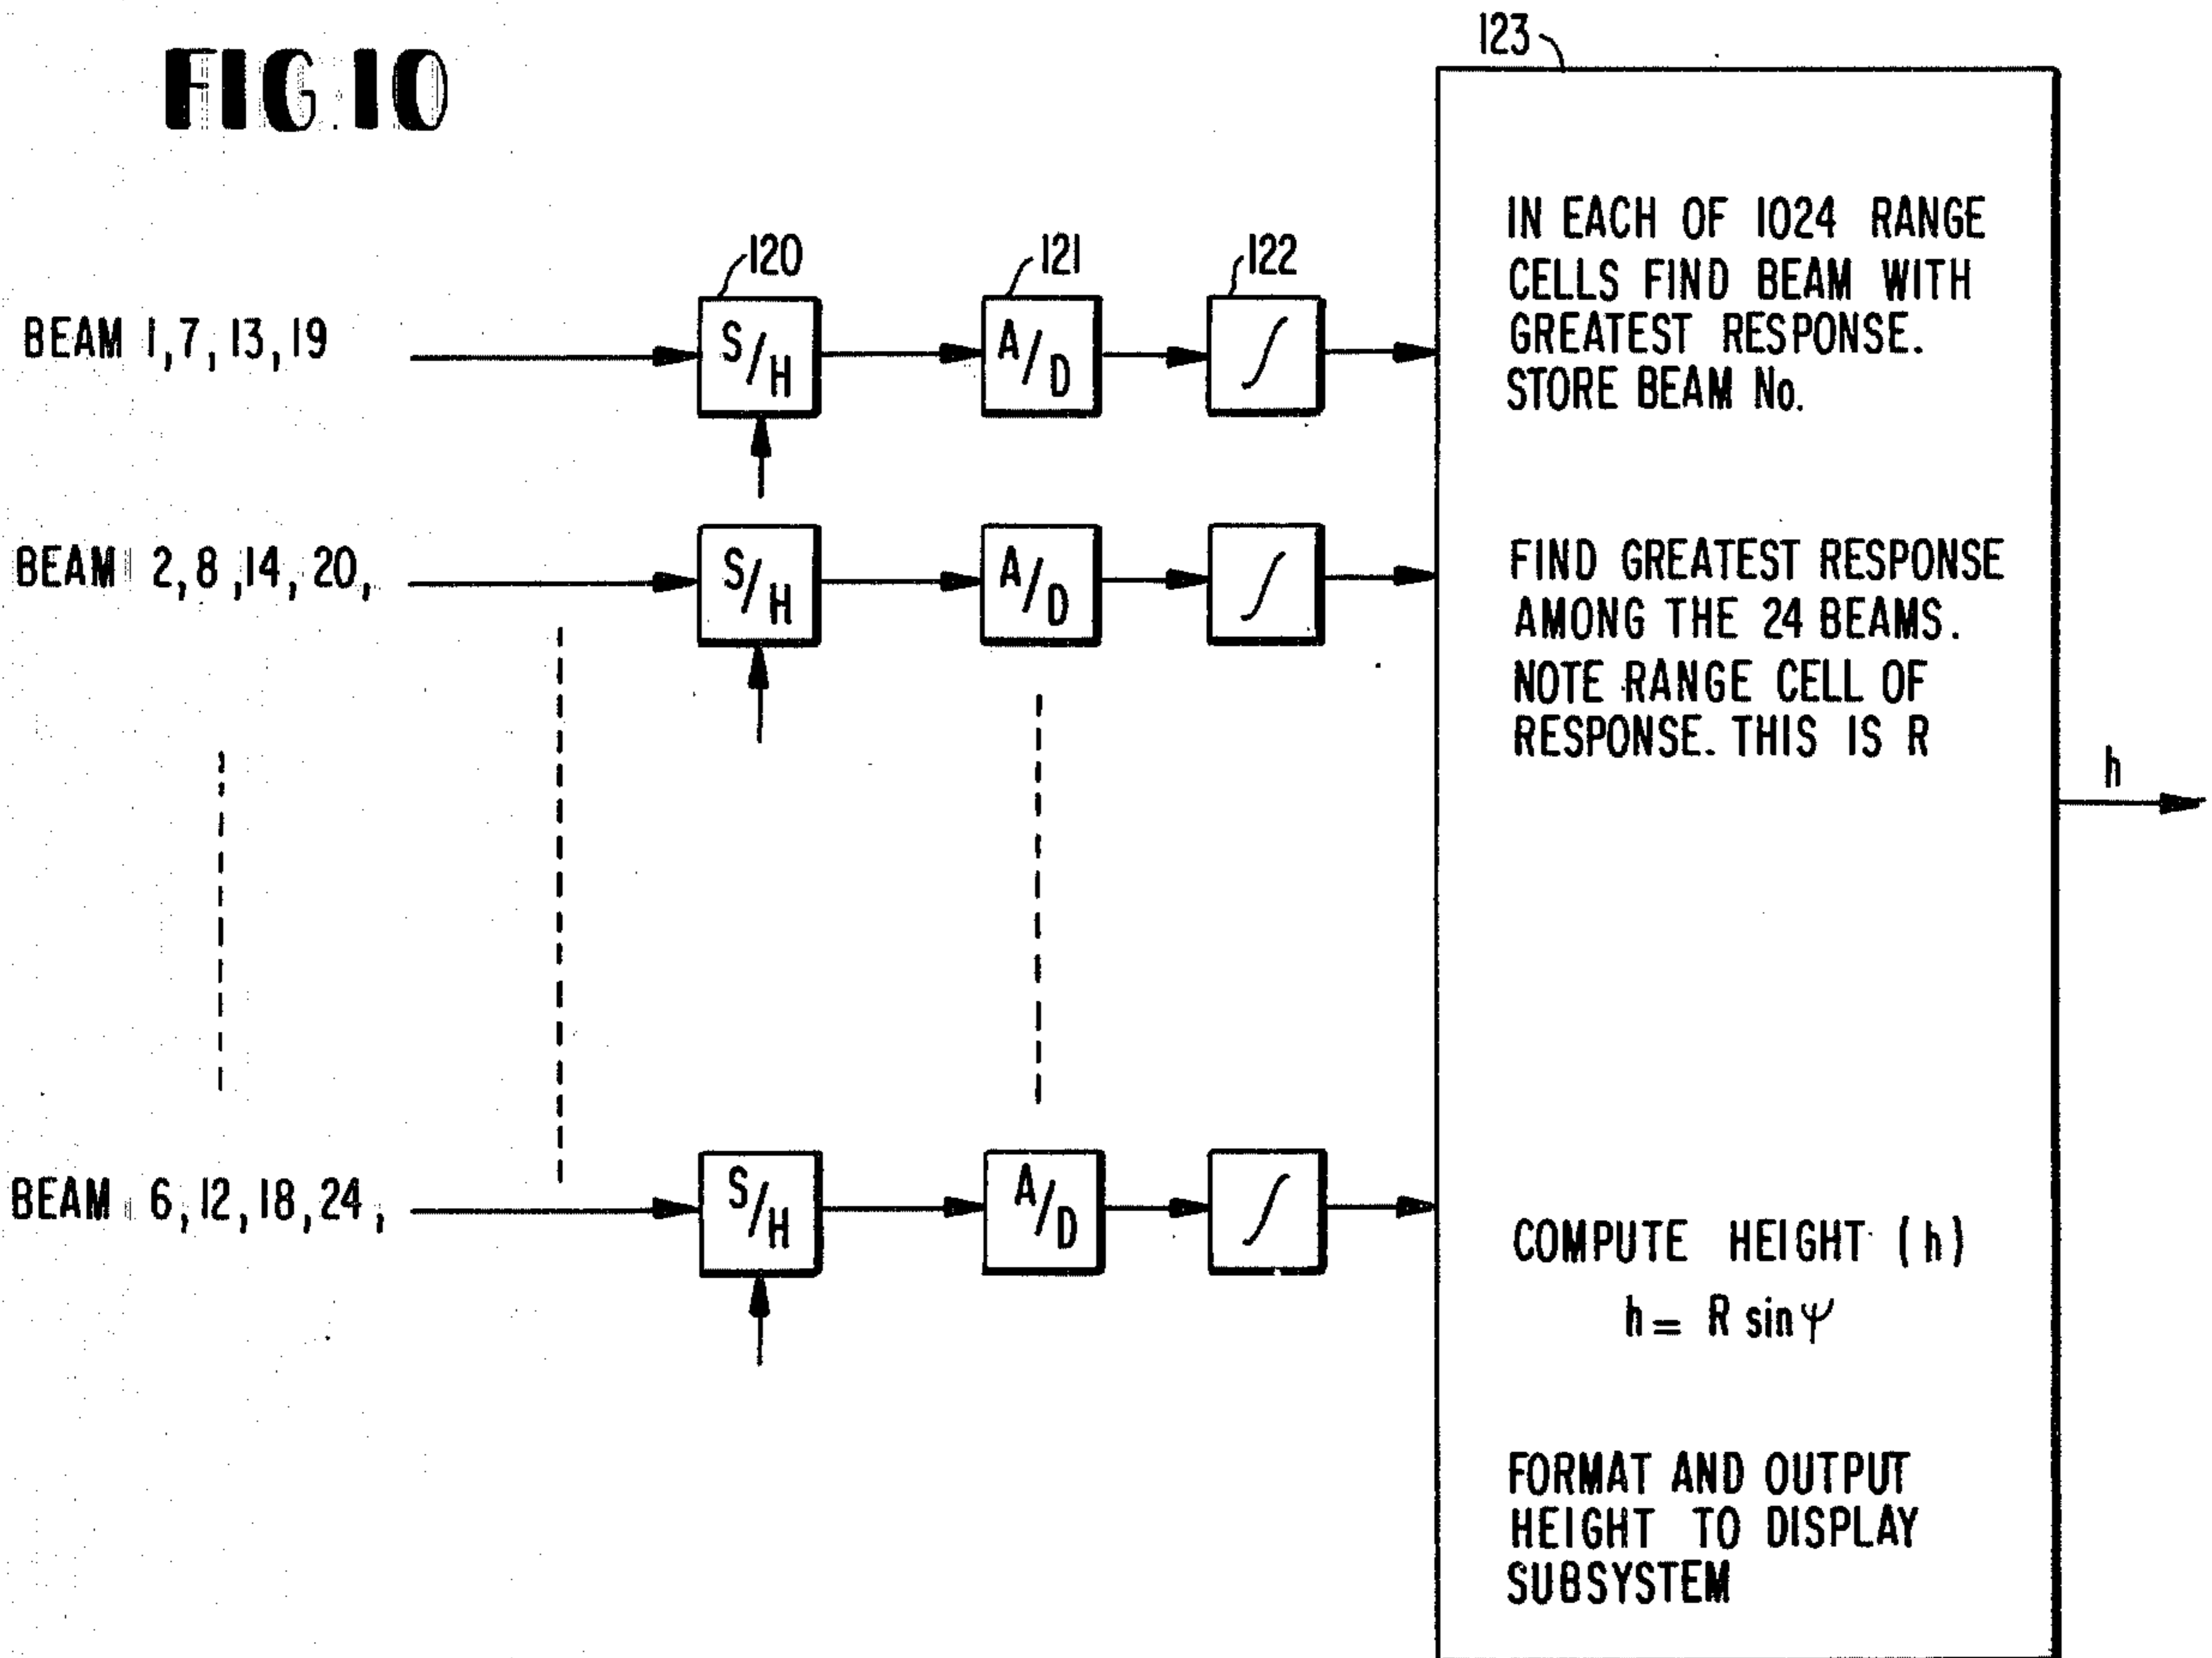 FIG.10
123
IN EACH OF 1024 RANGE
CELLS FIND BEAM WITH
GREATEST RESPONSE.
STORE BEAM No.
120
121
122
BEAM 1,7,13,19
S/H
A/D
∫
BEAM 2,8,14,20,
S/H
A/D
∫
FIND GREATEST RESPONSE
AMONG THE 24 BEAMS.
NOTE RANGE CELL OF
RESPONSE. THIS IS R
h
BEAM 6,12,18,24,
S/H
A/D
∫
COMPUTE HEIGHT (h)
h = R sin ψ
FORMAT AND OUTPUT
HEIGHT TO DISPLAY
SUBSYSTEM